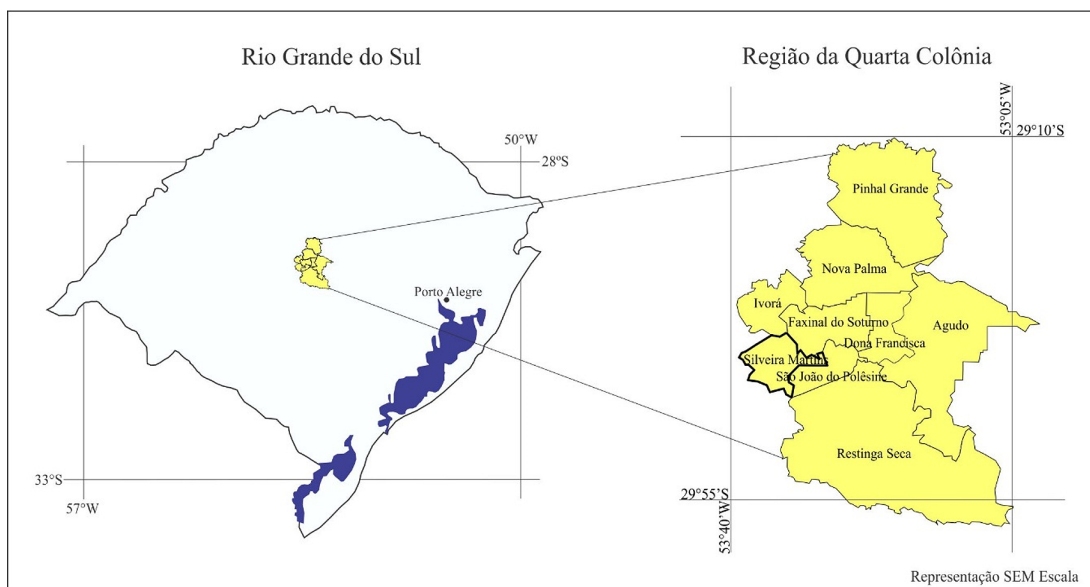 Rio Grande do Sul
50°W
28°S
Porto Alegre
33°S
57°W
Região da Quarta Colônia
53°05'W
29°10'S
Pinhal Grande
Nova Palma
Ivorá
Faxinal do Soturno
Agudo
Dona Francisca
Silveira Martins
São João do Polêsine
Restinga Seca
29°55'S
53°40'W
Representação SEM Escala